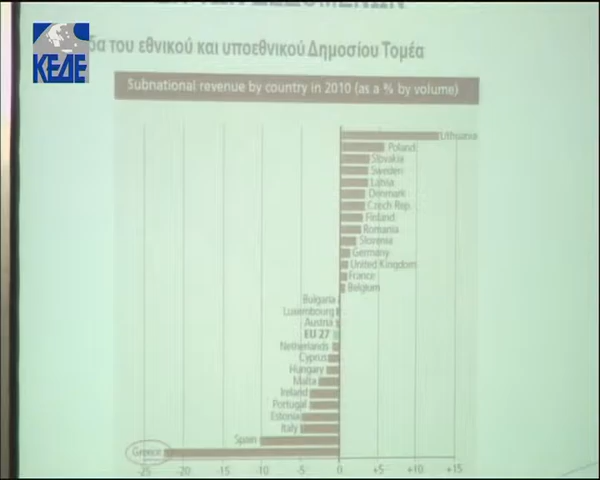 ΚΕΔΕ
του εθνικού και υποεθνικού Δημοσίου Τομέα
Subnational revenue by country in 2010 (as a % by volume)
Lithuania
Poland
Slovakia
Sweden
Latvia
Denmark
Czech Rep.
Finland
Romania
Slovenia
Germany
United Kingdom
France
Belgium
Bulgaria
Luxembourg
Austria
EU 27
Netherlands
Cyprus
Hungary
Malta
Ireland
Portugal
Estonia
Italy
Spain
Greece
-25 -20 -15 -10 -5 0 +5 +10 +15